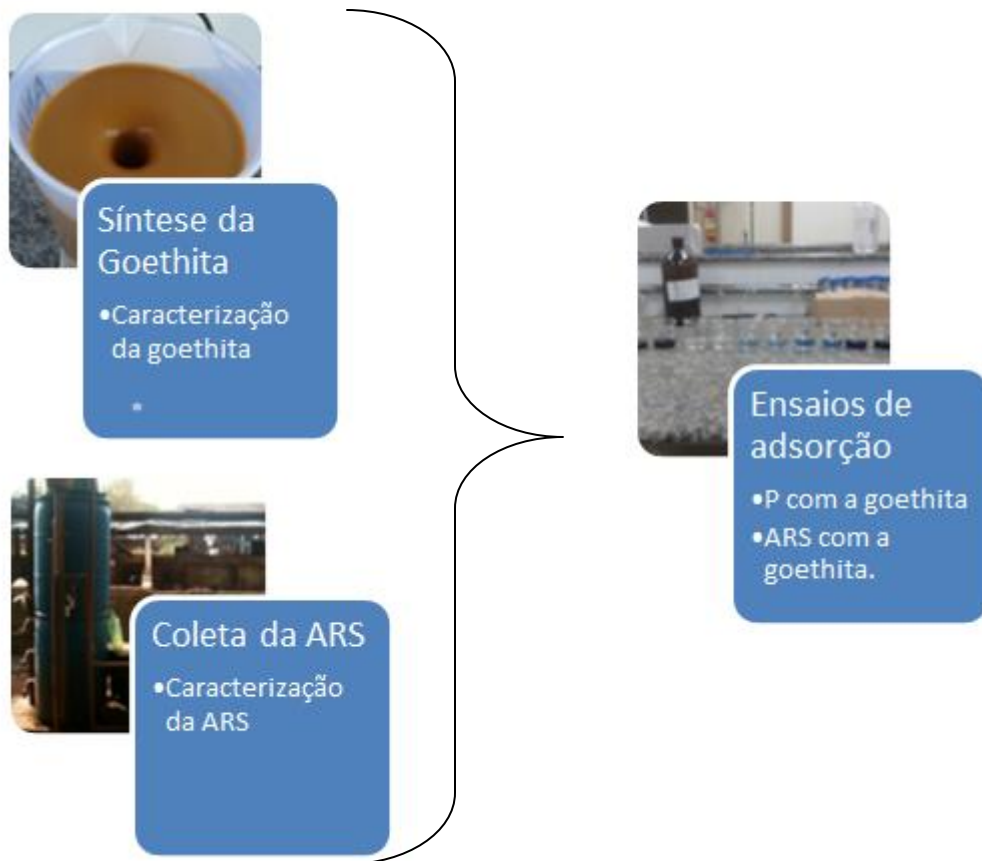 Síntese da
Goethita
•Caracterização
da goethita
•
Coleta da ARS
•Caracterização
da ARS
Ensaios de
adsorção
•P com a goethita
•ARS com a
goethita.